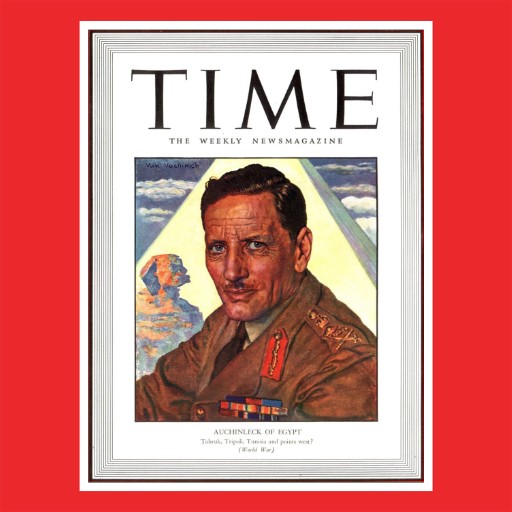 TIME
THE WEEKLY NEWSMAGAZINE
AUCHINLECK OF EGYPT
Tobruk, Tripoli, Tunisia and points west?
(World War)